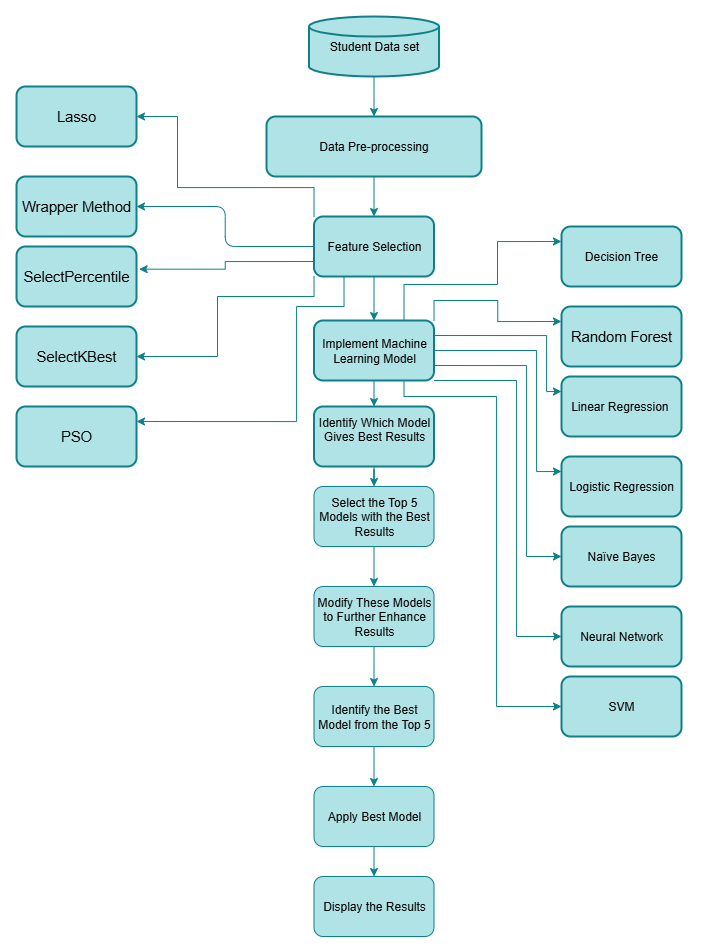 Student Data set
Data Pre-processing
Feature Selection
Lasso
Wrapper Method
SelectPercentile
SelectKBest
PSO
Implement Machine
Learning Model
Decision Tree
Random Forest
Linear Regression
Logistic Regression
Naïve Bayes
Neural Network
SVM
Identify Which Model
Gives Best Results
Select the Top 5
Models with the Best
Results
Modify These Models
to Further Enhance
Results
Identify the Best
Model from the Top 5
Apply Best Model
Display the Results